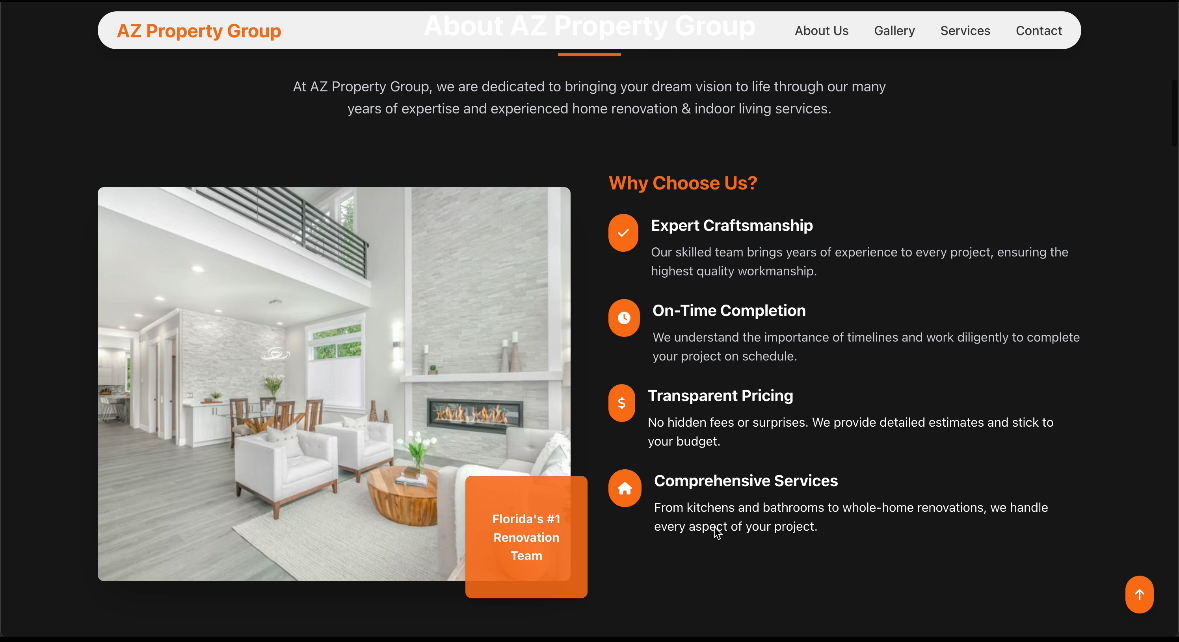 About AZ Property Group
AZ Property Group
About Us
Gallery
Services
Contact
At AZ Property Group, we are dedicated to bringing your dream vision to life through our many
years of expertise and experienced home renovation & indoor living services.
Why Choose Us?
Expert Craftsmanship
Our skilled team brings years of experience to every project, ensuring the
highest quality workmanship.
On-Time Completion
We understand the importance of timelines and work diligently to complete
your project on schedule.
$
Transparent Pricing
No hidden fees or surprises. We provide detailed estimates and stick to
your budget.
Comprehensive Services
From kitchens and bathrooms to whole-home renovations, we handle
every aspect of your project.
Florida's #1
Renovation
Team